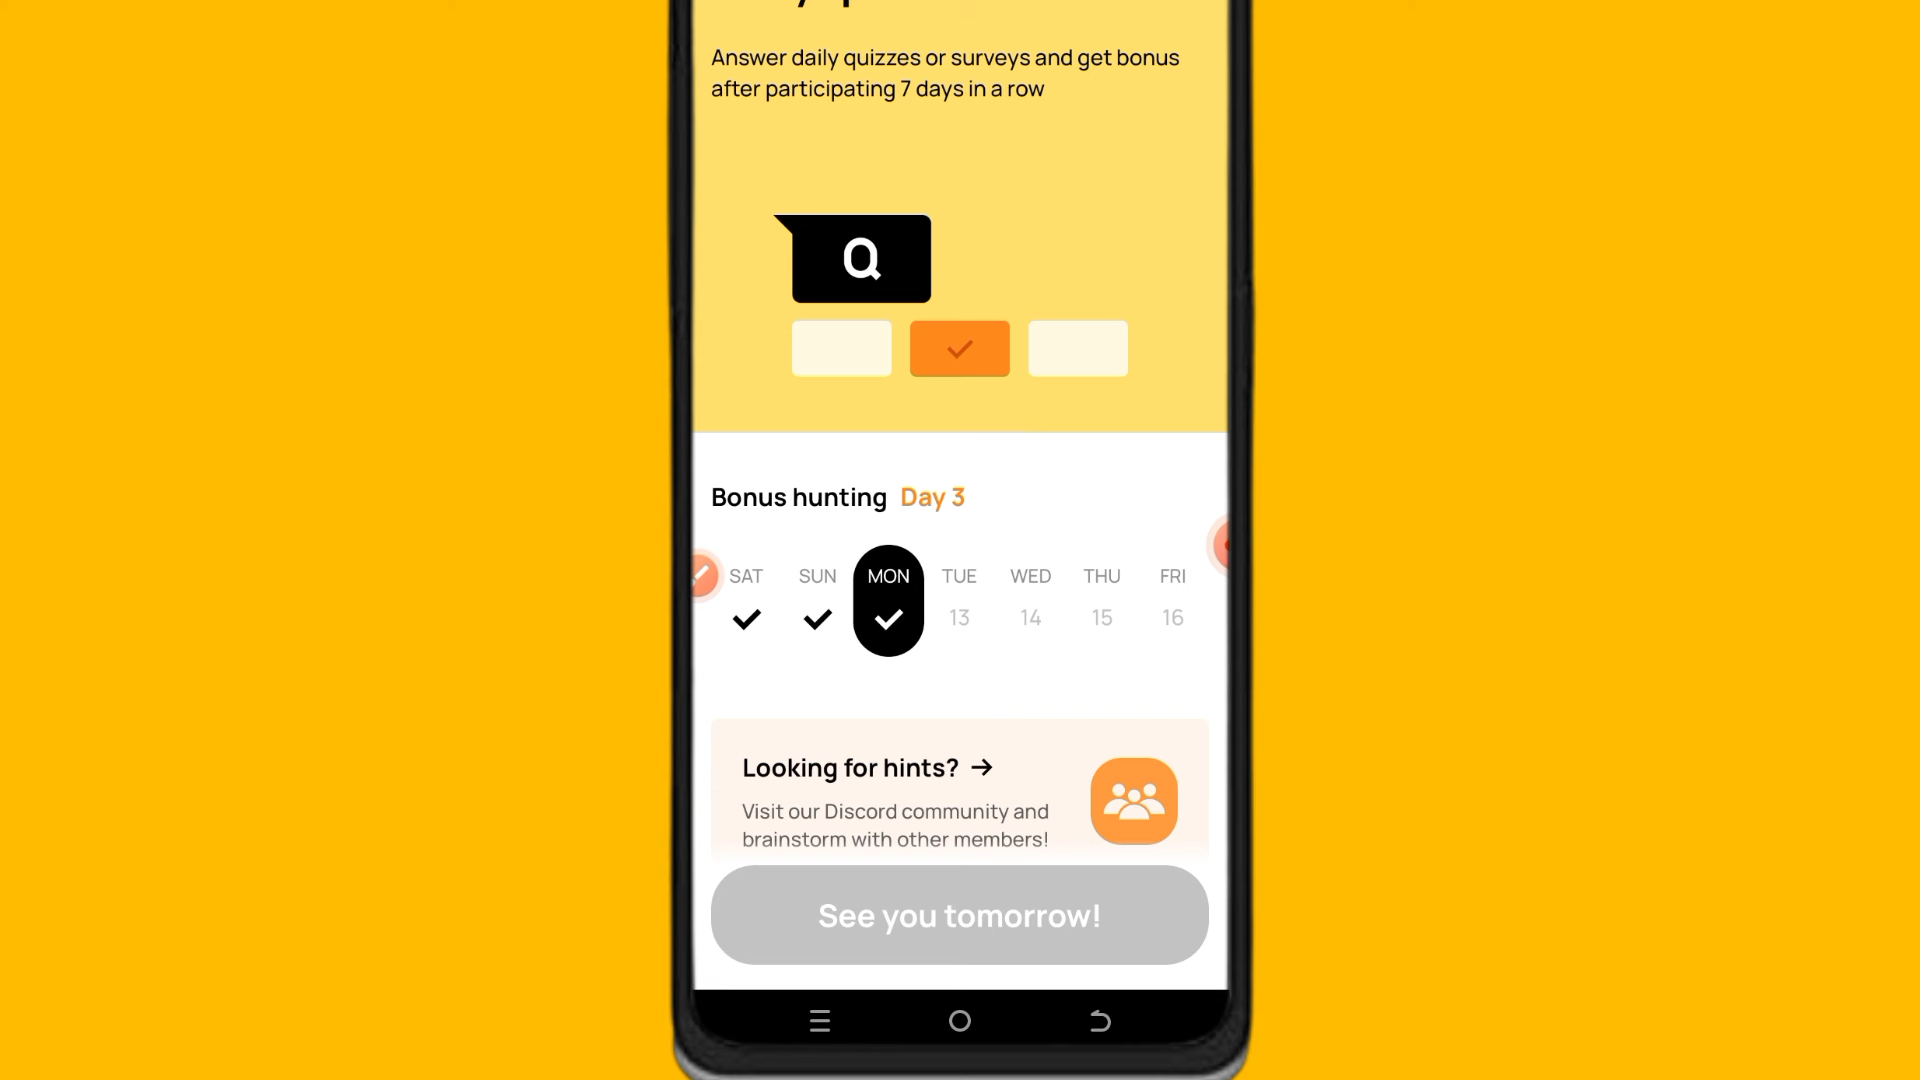 Answer daily quizzes or surveys and get bonus
after participating 7 days in a row
Q
Bonus hunting Day 3
SAT SUN MON TUE WED THU FRI
13 14 15 16
Looking for hints? →
Visit our Discord community and
brainstorm with other members!
See you tomorrow!